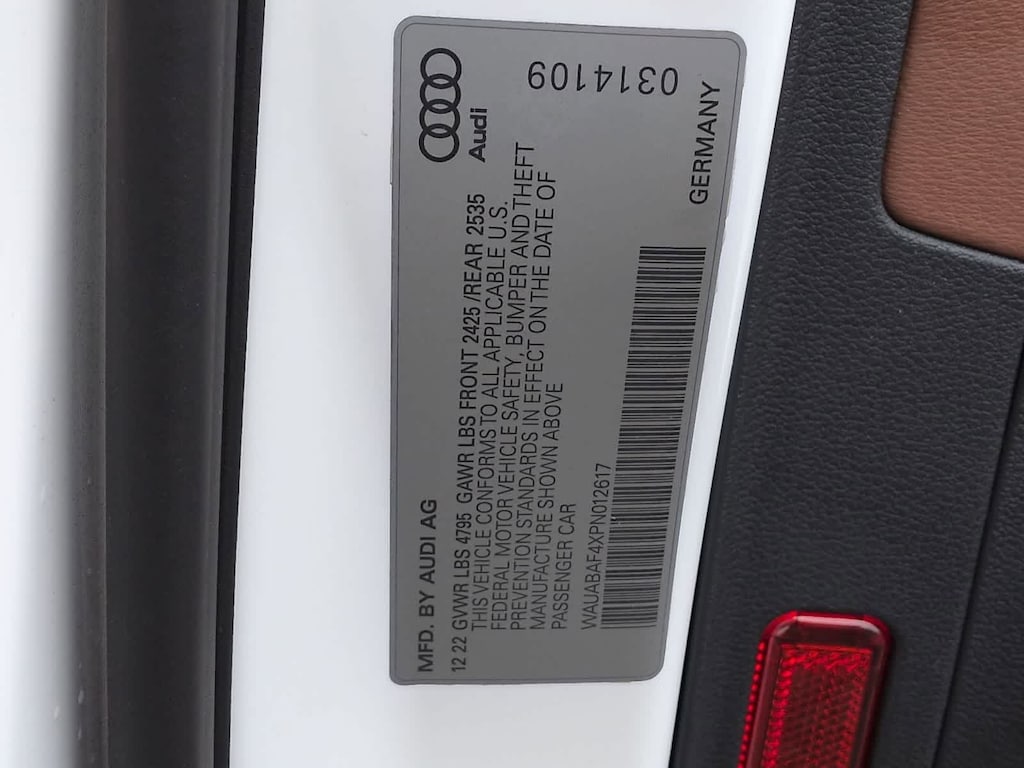 Audi
MFD. BY AUDI AG
12 22 GVWR LBS 4795 GAWR LBS FRONT 2425 /REAR 2535
THIS VEHICLE CONFORMS TO ALL APPLICABLE U.S.
FEDERAL MOTOR VEHICLE SAFETY, BUMPER AND THEFT
PREVENTION STANDARDS IN EFFECT ON THE DATE OF
MANUFACTURE SHOWN ABOVE
PASSENGER CAR
WAUABAF4XPN012617
GERMANY
0314109